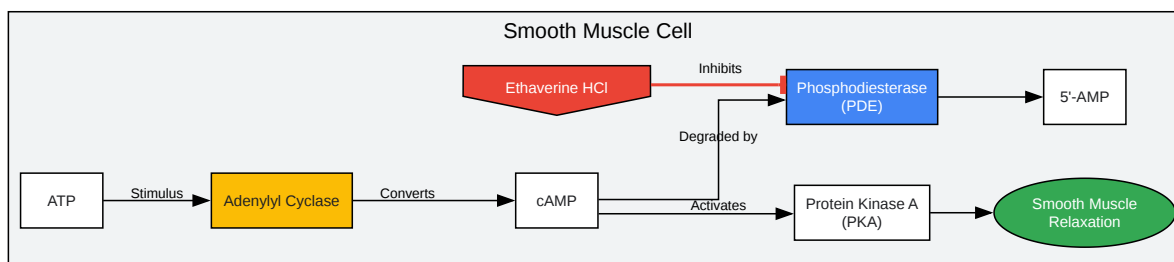 Smooth Muscle Cell
Inhibits
Ethaverine HCl
Phosphodiesterase
(PDE)
5'-AMP
Degraded by
ATP
Stimulus
Adenylyl Cyclase
Converts
cAMP
Activates
Protein Kinase A
(PKA)
Smooth Muscle
Relaxation